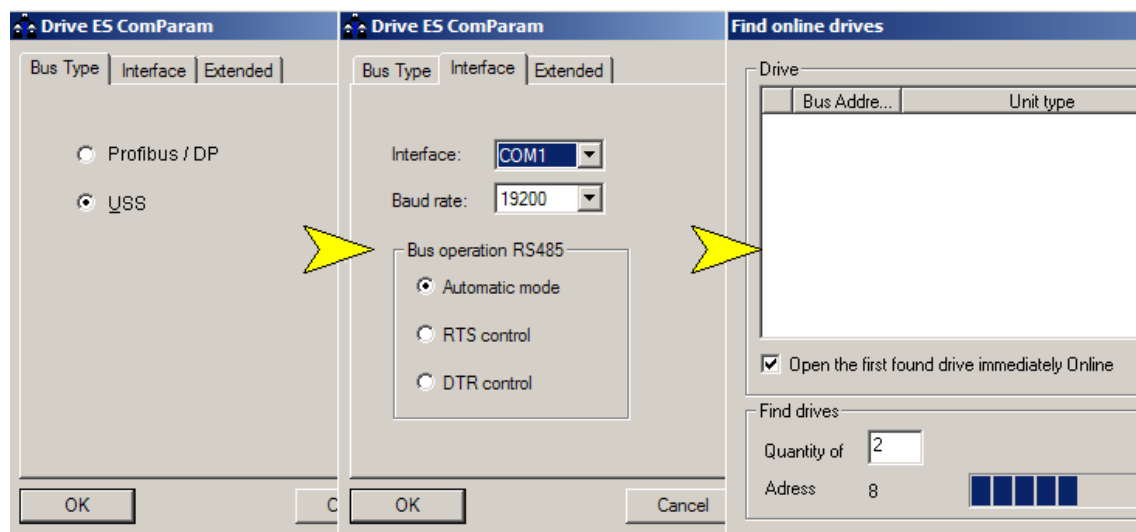 Drive ES ComParam
Bus Type Interface Extended
Profibus / DP
USS
OK
C
Drive ES ComParam
Bus Type Interface Extended
Interface: COM1
Baud rate: 19200
Bus operation RS485
Automatic mode
RTS control
DTR control
OK Cancel
Find online drives
Drive
Bus Addre... Unit type
Open the first found drive immediately Online
Find drives
Quantity of 2
Adress 8